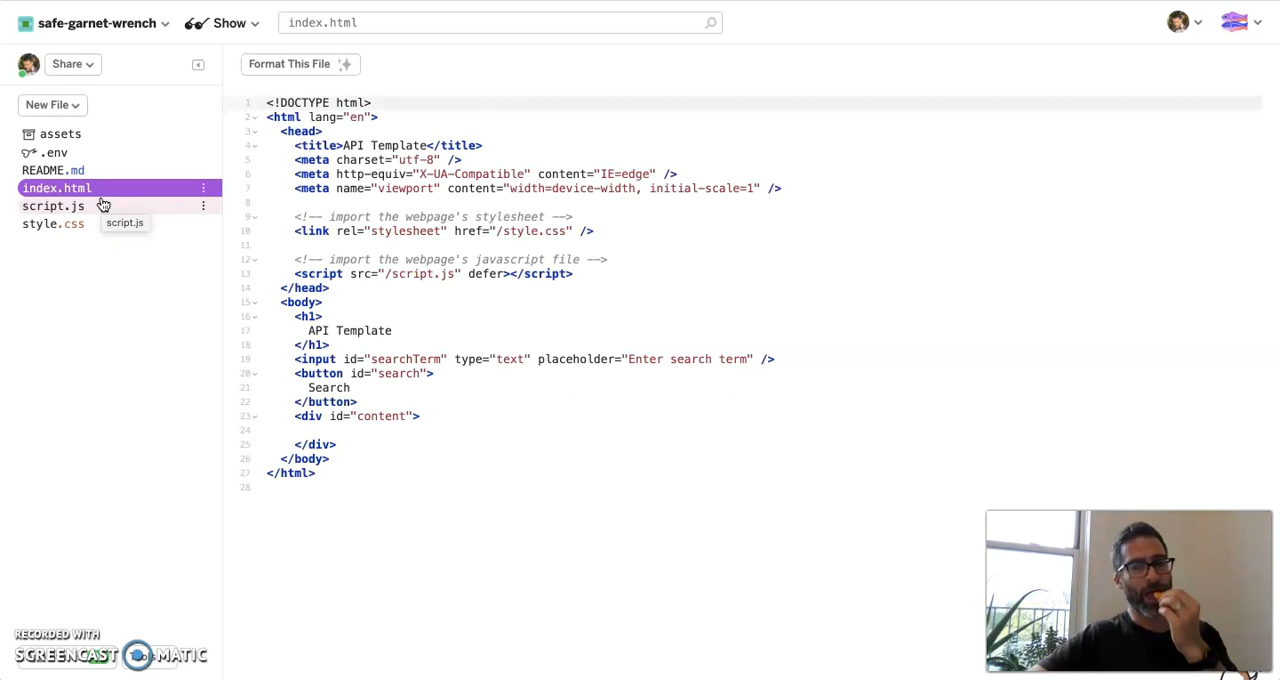 safe-garnet-wrench
Show
index.html
Share
Format This File
New File
assets
.env
README.md
index.html
script.js
style.css
script.js
1 <!DOCTYPE html>
2 <html lang="en">
3 <head>
4 <title>API Template</title>
5 <meta charset="utf-8" />
6 <meta http-equiv="X-UA-Compatible" content="IE=edge" />
7 <meta name="viewport" content="width=device-width, initial-scale=1" />
8
9 <!-- import the webpage's stylesheet -->
10 <link rel="stylesheet" href="/style.css" />
11
12 <!-- import the webpage's javascript file -->
13 <script src="/script.js" defer></script>
14 </head>
15 <body>
16 <h1>
17 API Template
18 </h1>
19 <input id="searchTerm" type="text" placeholder="Enter search term" />
20 <button id="search">
21 Search
22 </button>
23 <div id="content">
24
25 </div>
26 </body>
27 </html>
28
RECORDED WITH
SCREENCAST MATIC